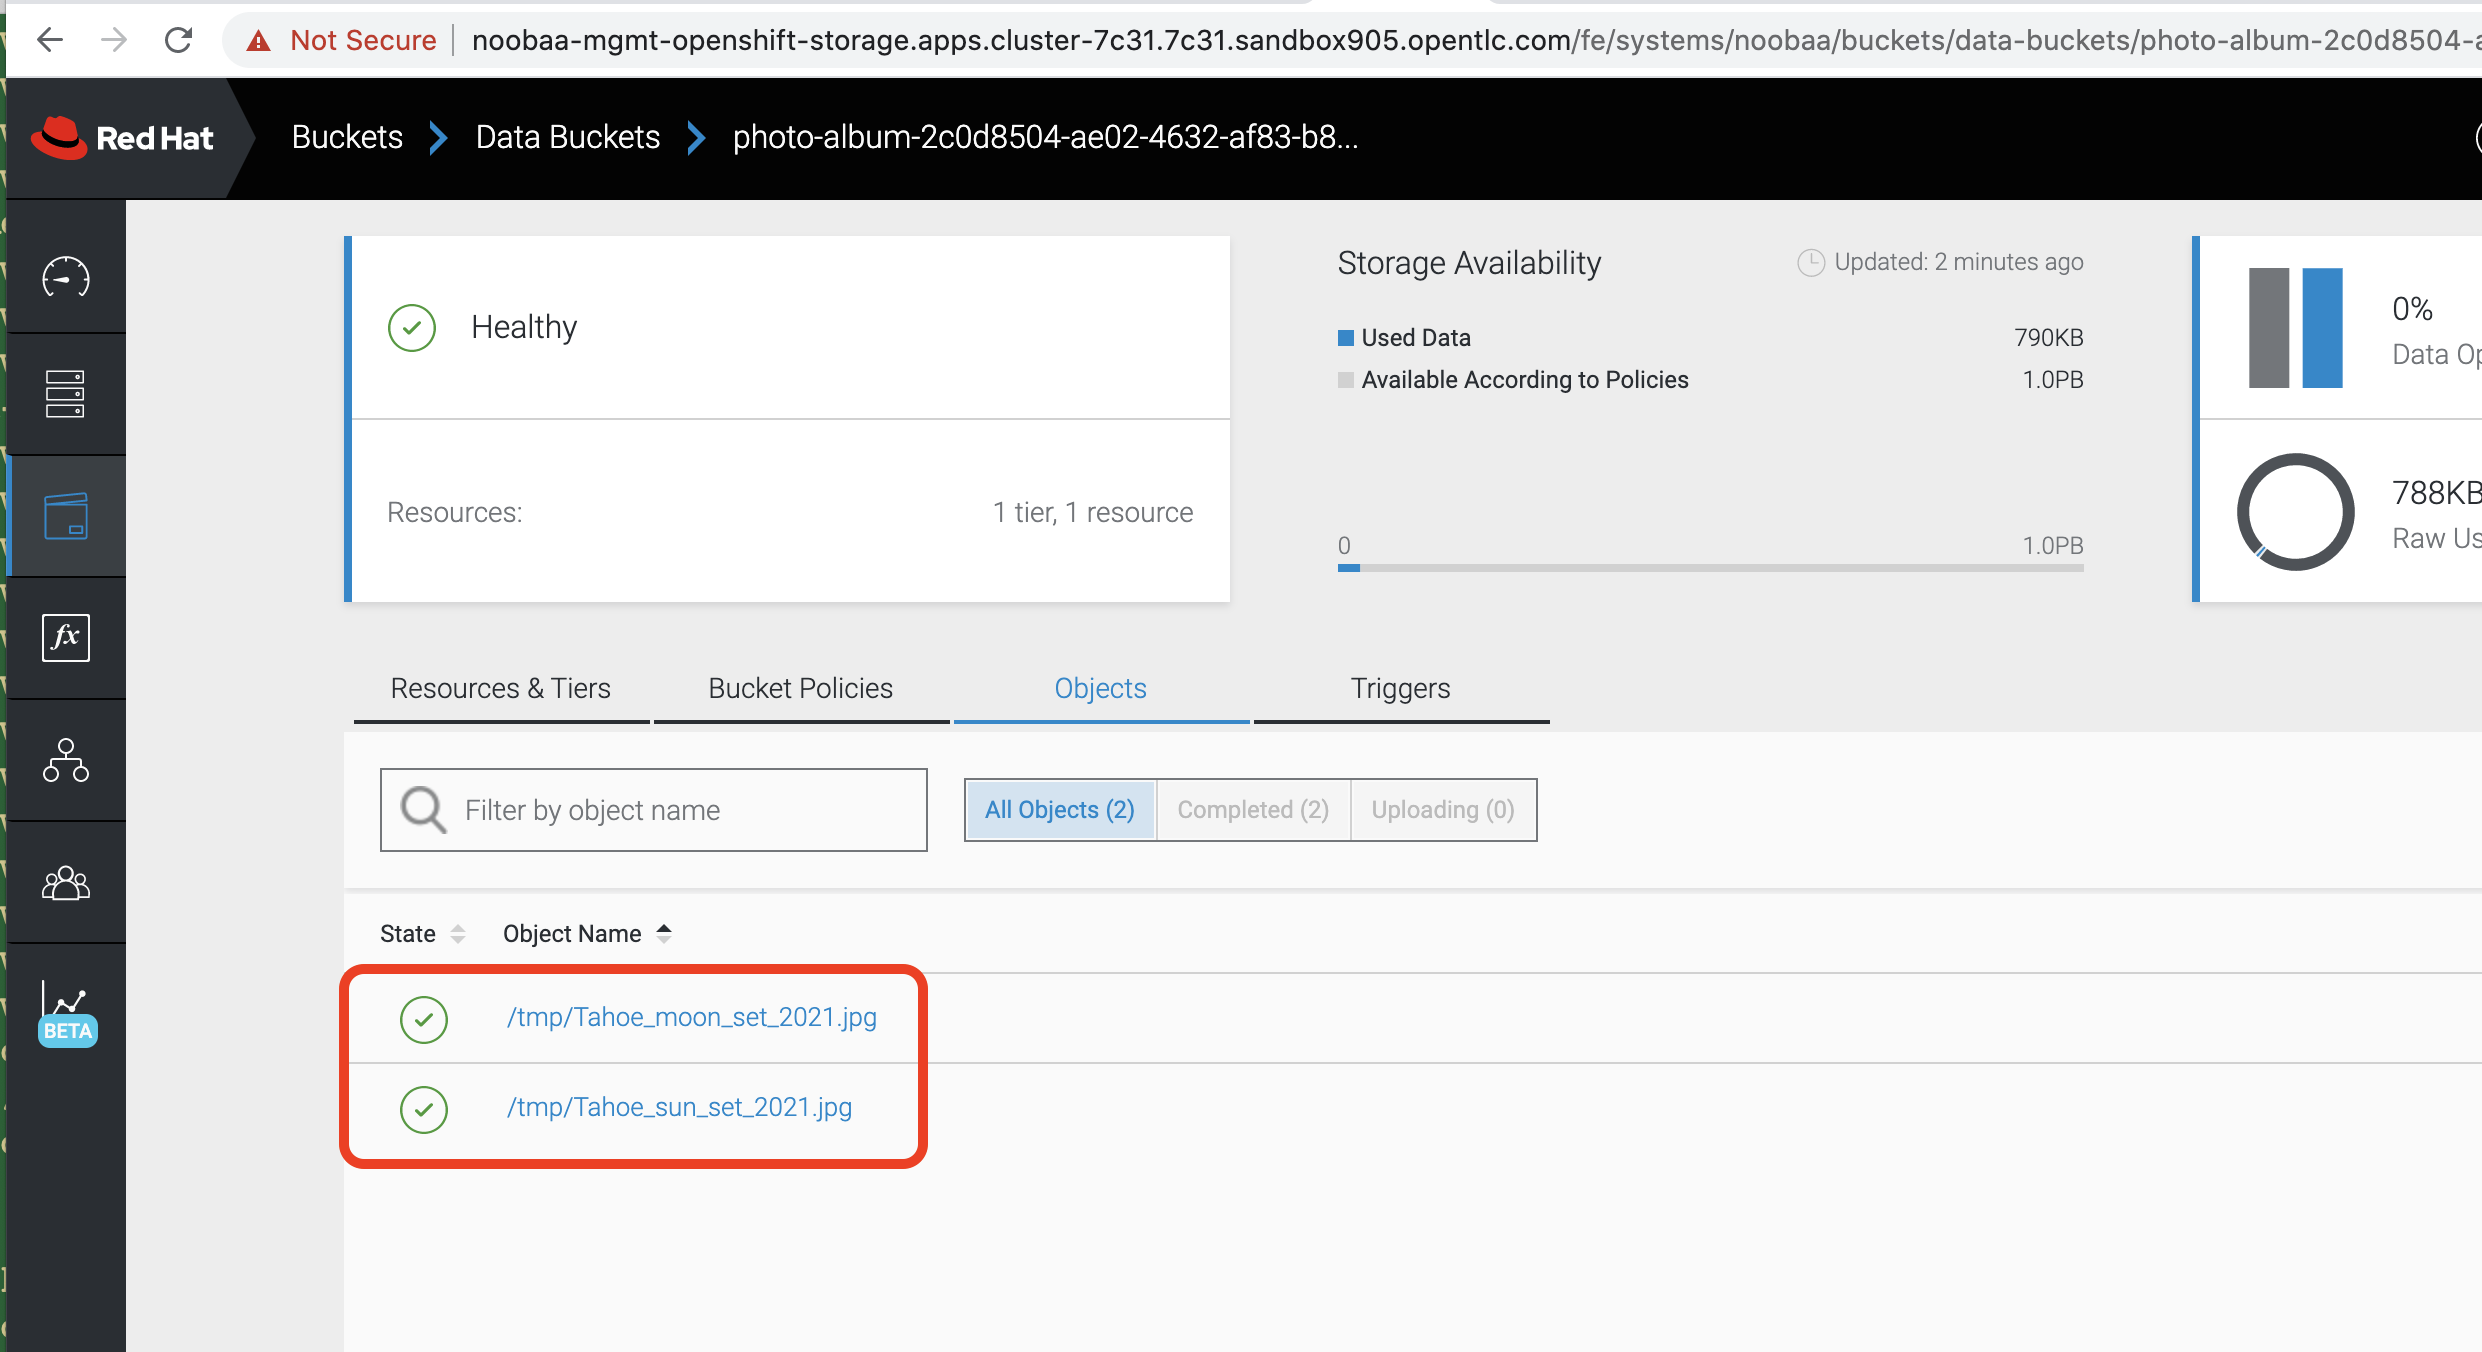 Not Secure | noobaa-mgmt-openshift-storage.apps.cluster-7c31.7c31.sandbox905.opentlc.com/fe/systems/noobaa/buckets/data-buckets/photo-album-2c0d8504-a
Red Hat
Buckets > Data Buckets > photo-album-2c0d8504-ae02-4632-af83-b8...
Healthy
Resources: 1 tier, 1 resource
Storage Availability Updated: 2 minutes ago
Used Data 790KB
Available According to Policies 1.0PB
0 1.0PB
0%
Data Op
788KB
Raw Us
fx
Resources & Tiers Bucket Policies Objects Triggers
Filter by object name All Objects (2) Completed (2) Uploading (0)
State Object Name
/tmp/Tahoe_moon_set_2021.jpg
/tmp/Tahoe_sun_set_2021.jpg
BETA